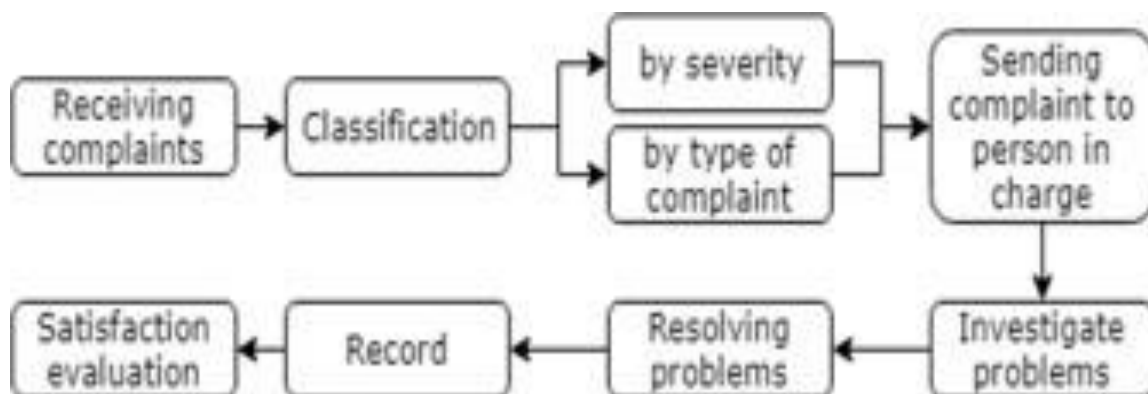 Receiving
complaints
Classification
by severity
by type of
complaint
Sending
complaint to
person in
charge
Investigate
problems
Resolving
problems
Record
Satisfaction
evaluation